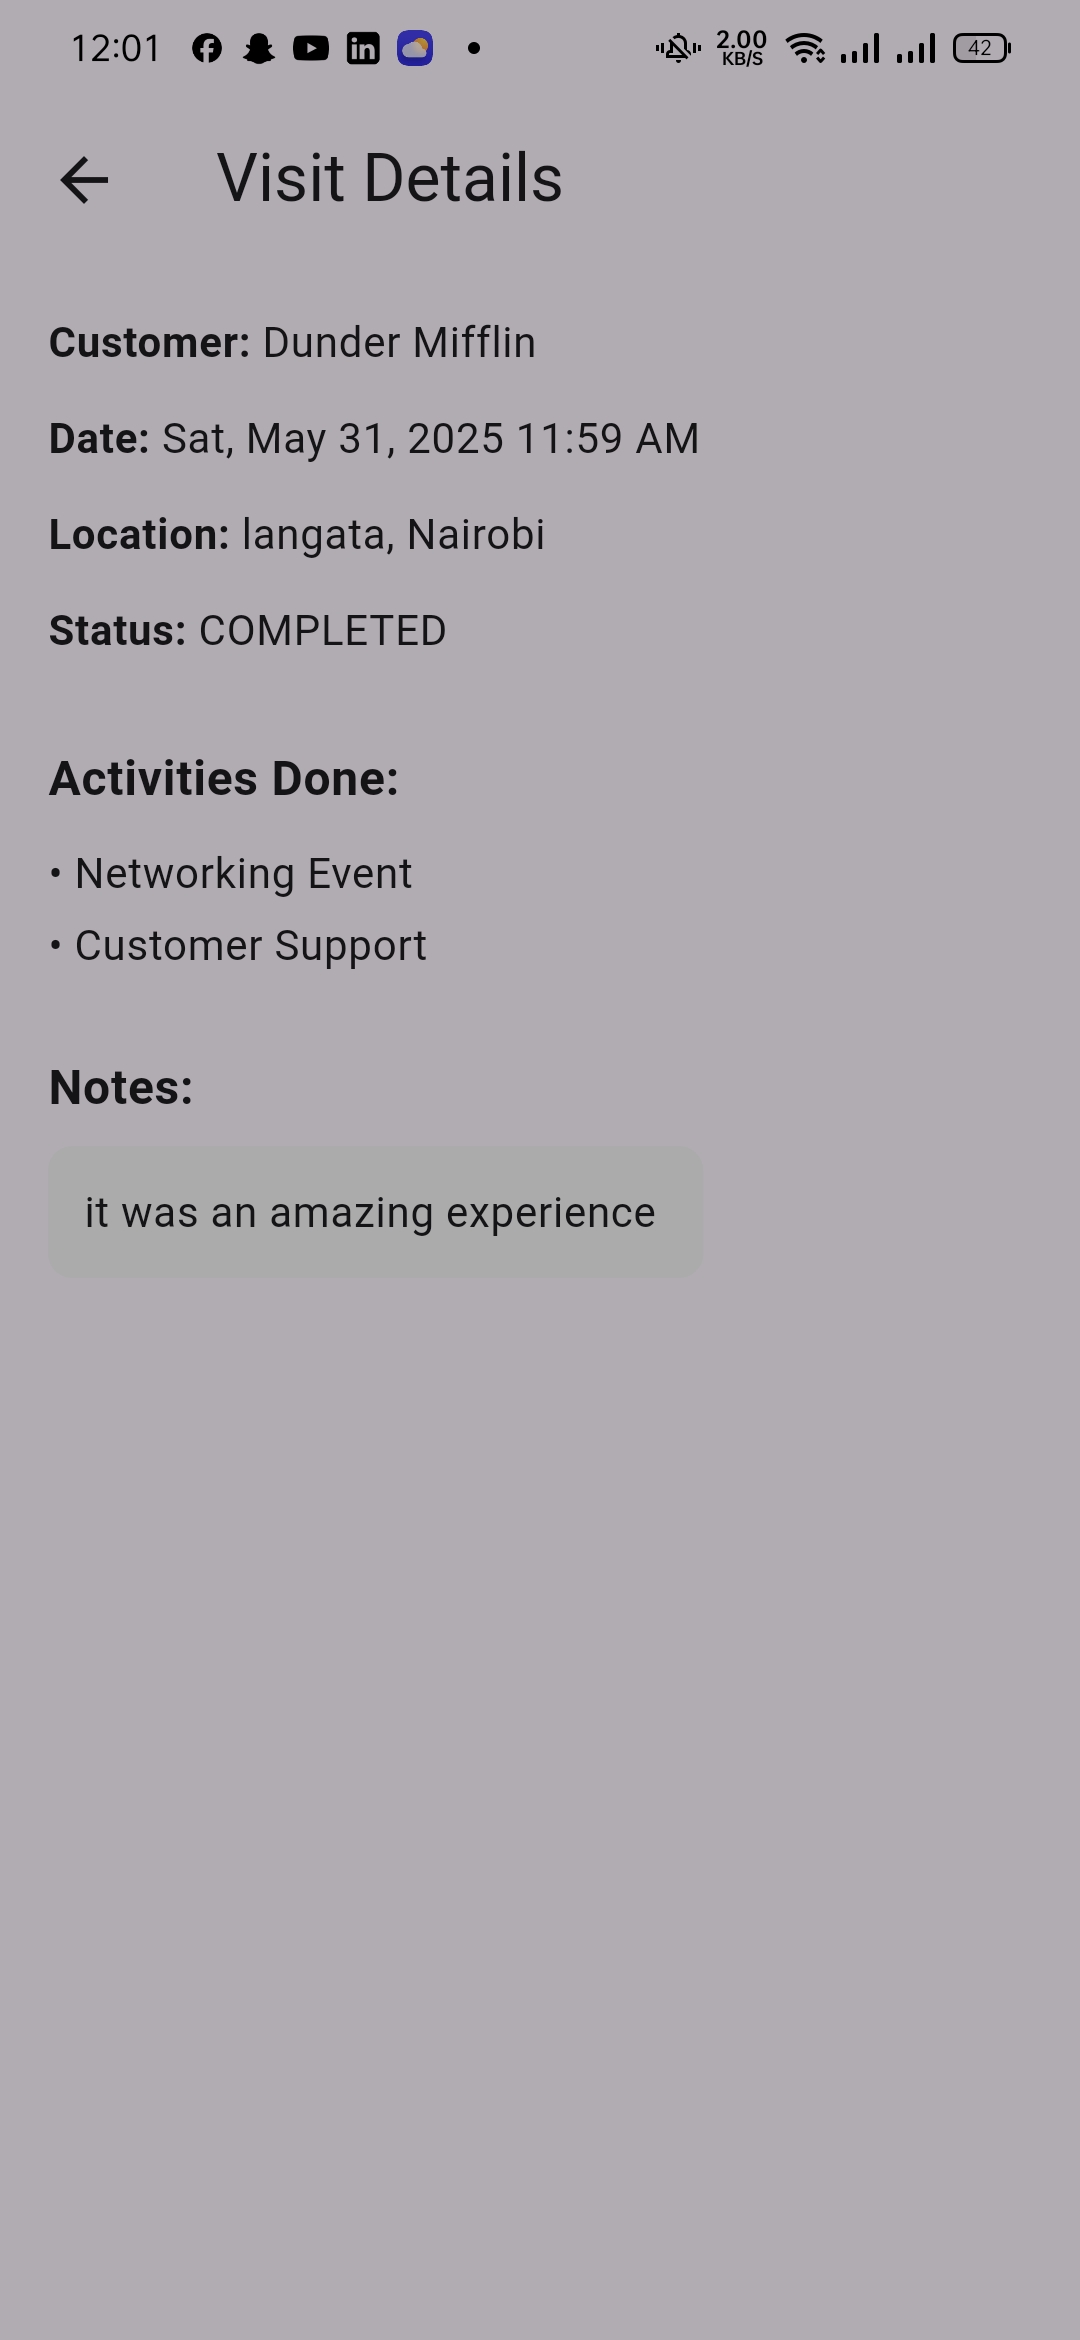 12:01 2.00 KB/S 42
Visit Details
Customer: Dunder Mifflin
Date: Sat, May 31, 2025 11:59 AM
Location: langata, Nairobi
Status: COMPLETED
Activities Done:
• Networking Event
• Customer Support
Notes:
it was an amazing experience